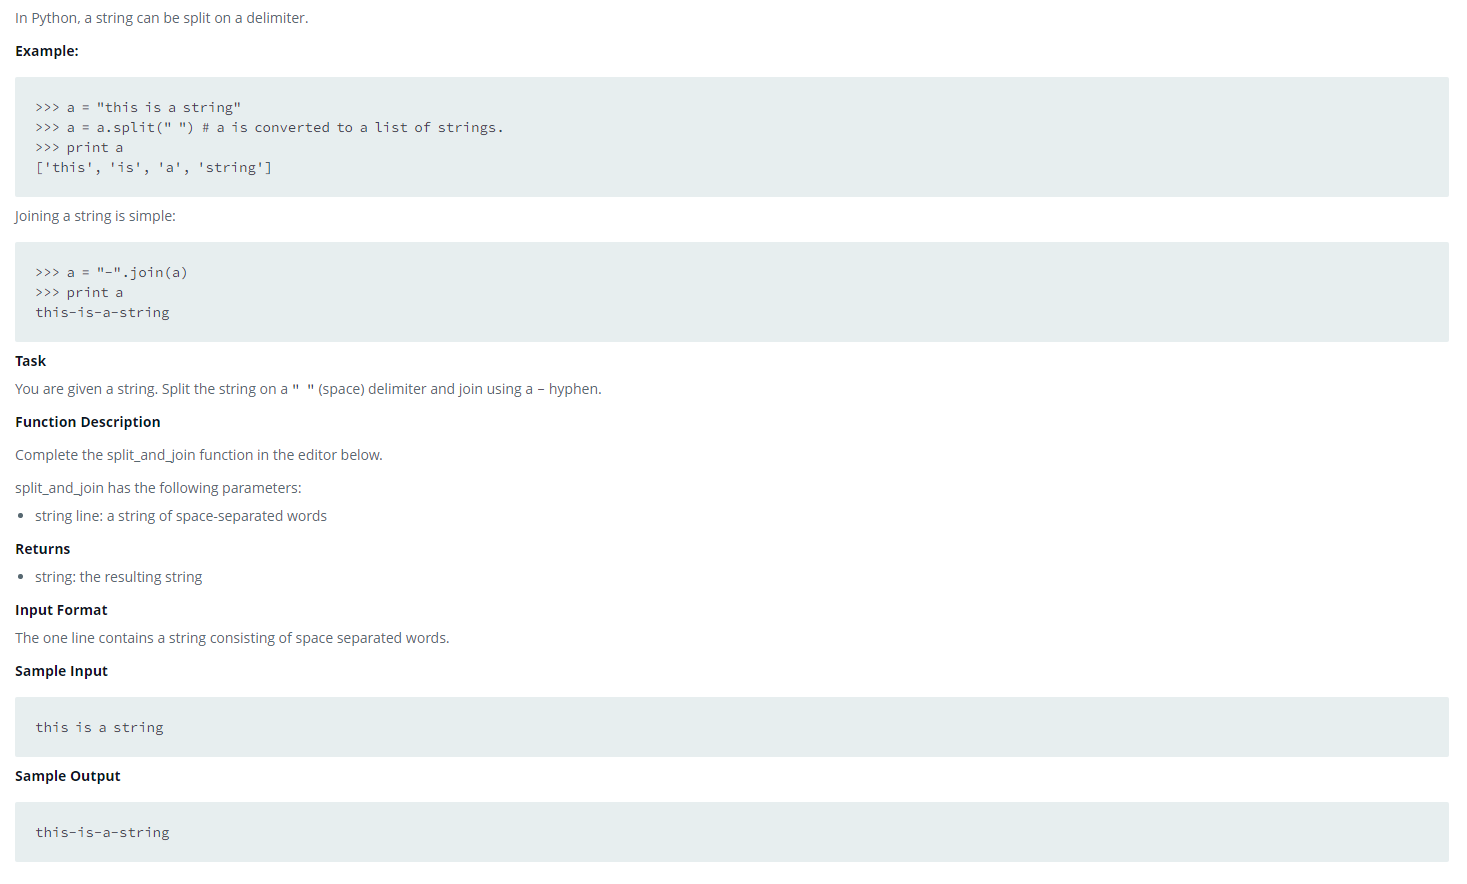 In Python, a string can be split on a delimiter.
Example:
>>> a = "this is a string"
>>> a = a.split(" ") # a is converted to a list of strings.
>>> print a
['this', 'is', 'a', 'string']
Joining a string is simple:
>>> a = "-".join(a)
>>> print a
this-is-a-string
Task
You are given a string. Split the string on a " " (space) delimiter and join using a - hyphen.
Function Description
Complete the split_and_join function in the editor below.
split_and_join has the following parameters:
• string line: a string of space-separated words
Returns
• string: the resulting string
Input Format
The one line contains a string consisting of space separated words.
Sample Input
this is a string
Sample Output
this-is-a-string